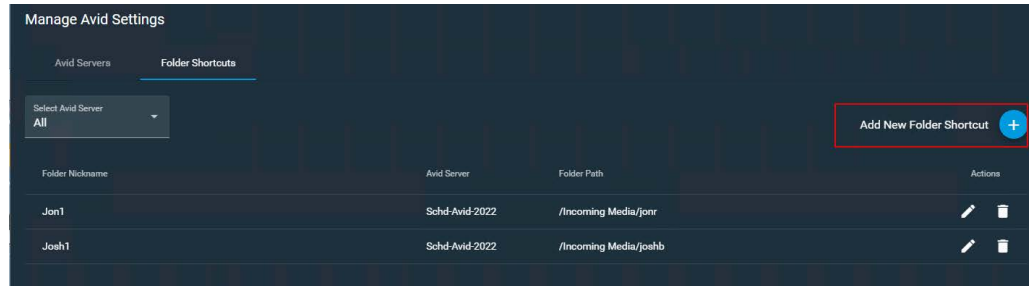 Manage Avid Settings
Avid Servers Folder Shortcuts
Select Avid Server
All
Add New Folder Shortcut +
Folder Nickname Avid Server Folder Path Actions
Jon1 Schd-Avid-2022 /Incoming Media/jonr
Josh1 Schd-Avid-2022 /Incoming Media/joshb